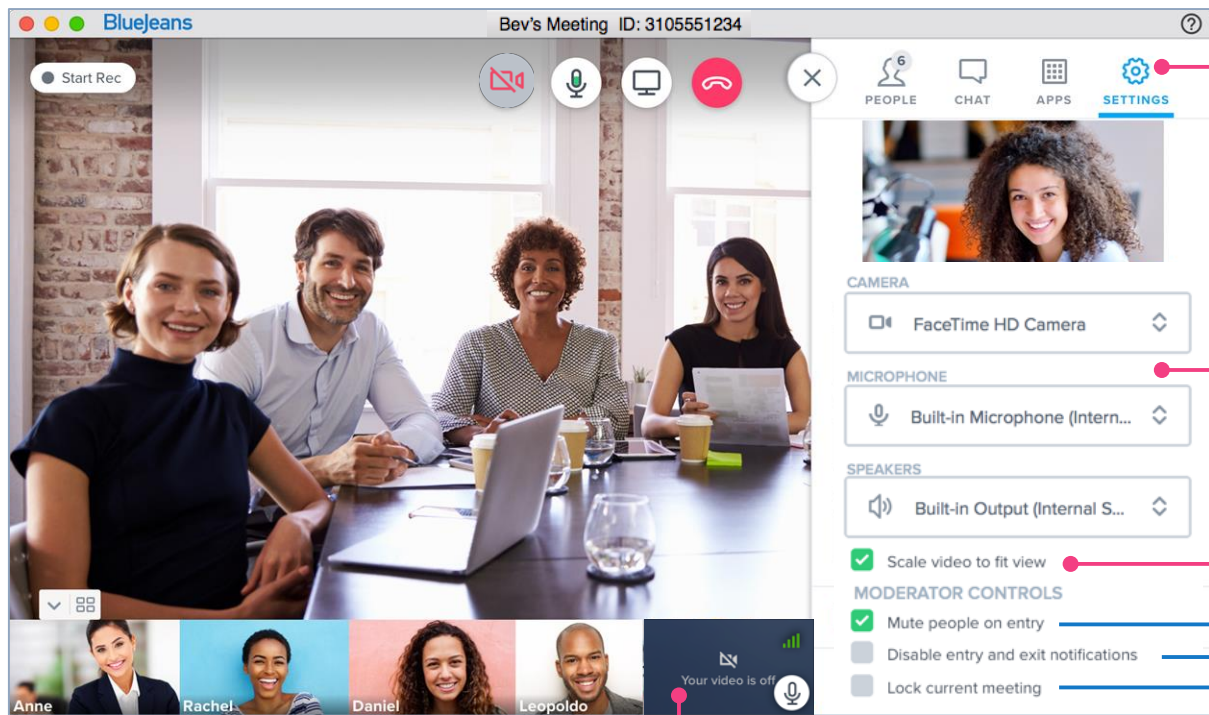 BlueJeans
Bev's Meeting ID: 3105551234
?
Start Rec
6
PEOPLE
CHAT
APPS
SETTINGS
CAMERA
FaceTime HD Camera
MICROPHONE
Built-in Microphone (Intern...
SPEAKERS
Built-in Output (Internal S...
Scale video to fit view
MODERATOR CONTROLS
Mute people on entry
Disable entry and exit notifications
Lock current meeting
Your video is off
Anne
Rachel
Daniel
Leopoldo